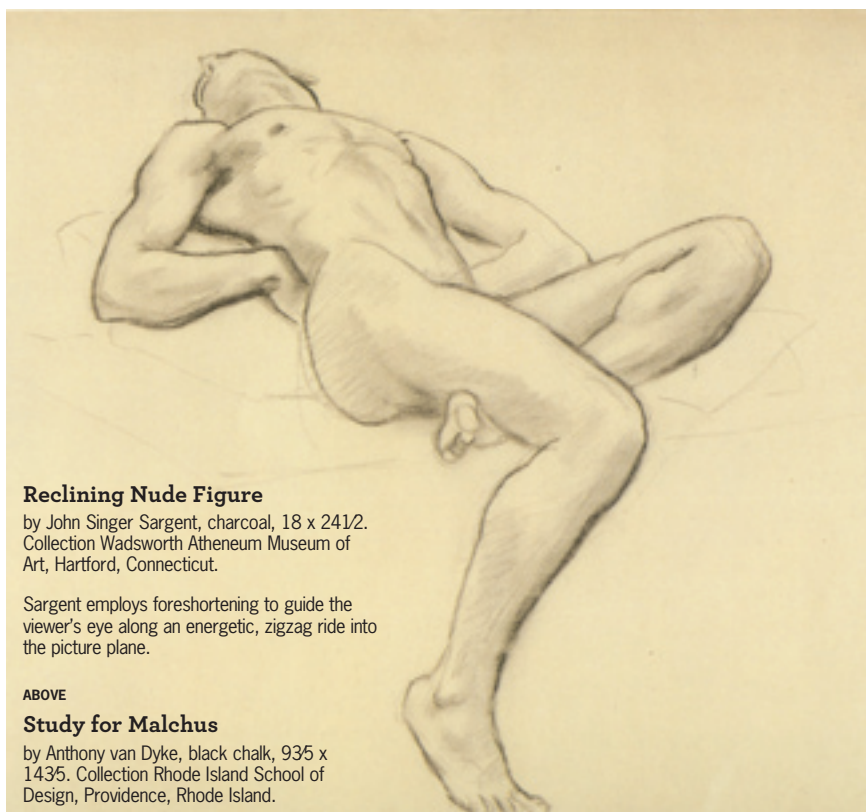 Reclining Nude Figure
by John Singer Sargent, charcoal, 18 x 241⁄2.
Collection Wadsworth Atheneum Museum of
Art, Hartford, Connecticut.
Sargent employs foreshortening to guide the
viewer's eye along an energetic, zigzag ride into
the picture plane.
ABOVE
Study for Malchus
by Anthony van Dyke, black chalk, 93⁄5 x
143⁄5. Collection Rhode Island School of
Design, Providence, Rhode Island.